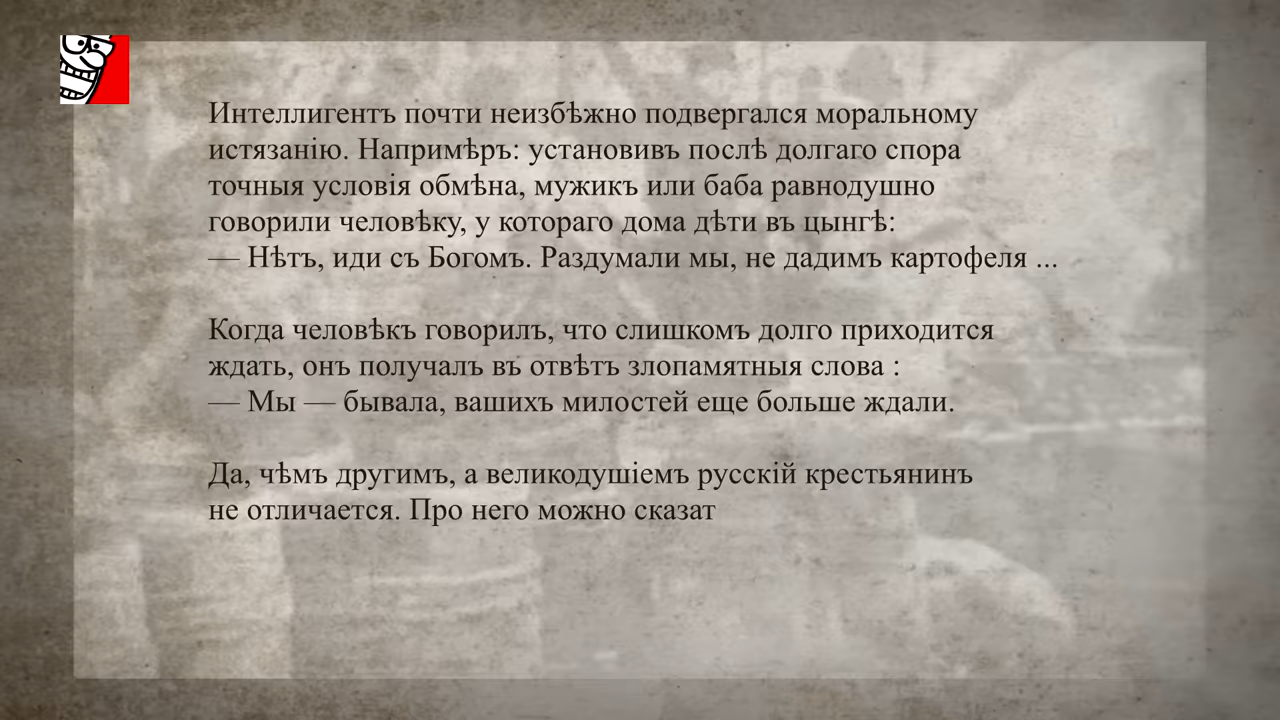 Интеллигентъ почти неизбѣжно подвергался моральному
истязанію. Напримѣръ: установивъ послѣ долгаго спора
точныя условія обмѣна, мужикъ или баба равнодушно
говорили человѣку, у котораго дома дѣти въ цынгѣ:
— Нѣтъ, иди съ Богомъ. Раздумали мы, не дадимъ картофеля ...
Когда человѣкъ говорилъ, что слишкомъ долго приходится
ждать, онъ получалъ въ отвѣтъ злопамятныя слова :
— Мы — бывала, вашихъ милостей еще больше ждали.
Да, чѣмъ другимъ, а великодушіемъ русскій крестьянинъ
не отличается. Про него можно сказат